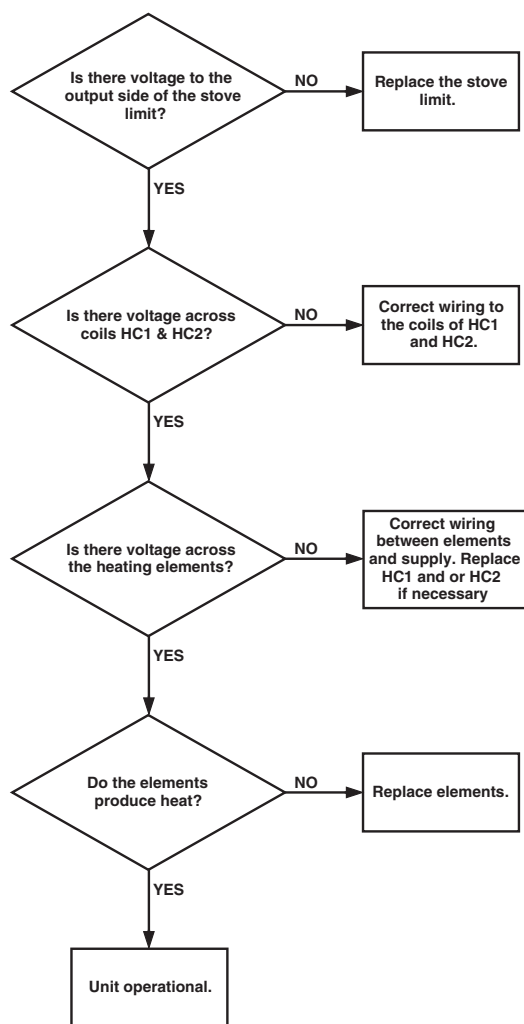 Is there voltage to the
output side of the stove
limit?
NO
Replace the stove
limit.
YES
Is there voltage across
coils HC1 & HC2?
NO
Correct wiring to
the coils of HC1
and HC2.
YES
Is there voltage across
the heating elements?
NO
Correct wiring
between elements
and supply. Replace
HC1 and or HC2
if necessary
YES
Do the elements
produce heat?
NO
Replace elements.
YES
Unit operational.